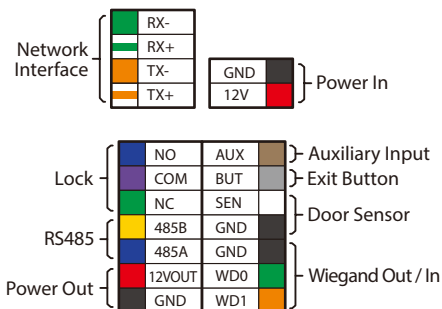 Network Interface
RX-
RX+
TX-
TX+
GND
12V
Power In
Lock
RS485
Power Out
NO AUX
COM BUT
NC SEN
485B GND
485A GND
12VOUT WD0
GND WD1
Auxiliary Input
Exit Button
Door Sensor
Wiegand Out / In